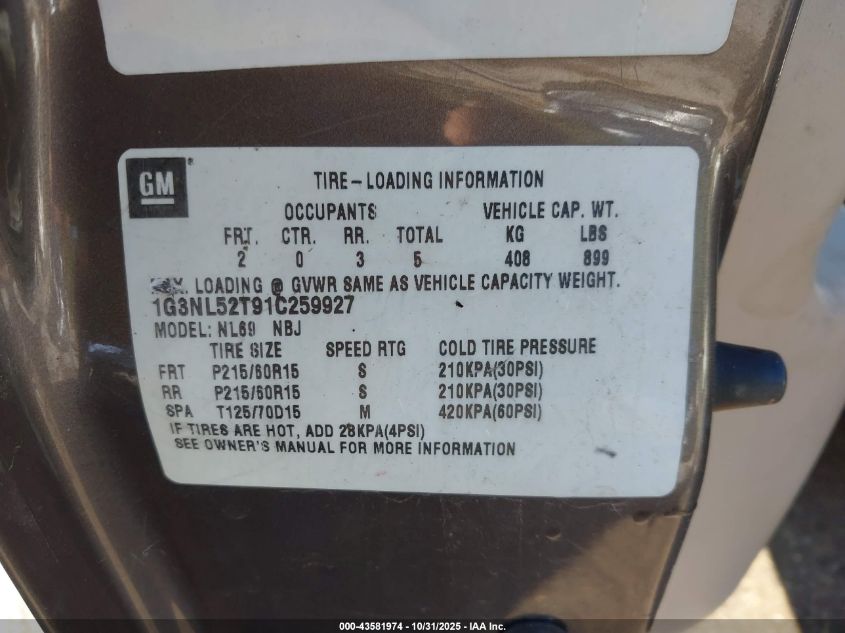 GM
TIRE-LOADING INFORMATION
OCCUPANTS VEHICLE CAP. WT.
FRT. CTR. RR. TOTAL KG LBS
2 0 3 5 408 899
LOADING @ GVWR SAME AS VEHICLE CAPACITY WEIGHT.
1G3NL52T91C259927
MODEL: NL69 NBJ
TIRE SIZE SPEED RTG COLD TIRE PRESSURE
FRT P215/60R15 S 210KPA(30PSI)
RR P215/60R15 S 210KPA(30PSI)
SPA T125/70D15 M 420KPA(60PSI)
IF TIRES ARE HOT, ADD 28KPA(4PSI)
SEE OWNER'S MANUAL FOR MORE INFORMATION
000-43581974 | 10/31/2025 - IAA Inc.